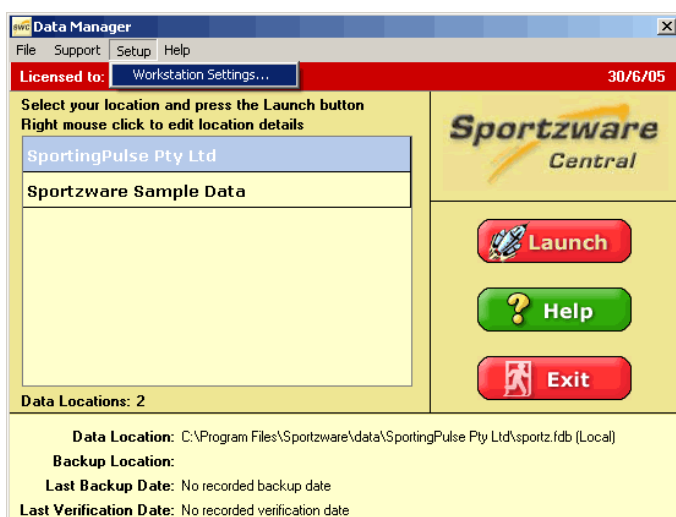 SWC Data Manager
File Support Setup Help
Workstation Settings...
Licensed to: 30/6/05
Select your location and press the Launch button
Right mouse click to edit location details
SportingPulse Pty Ltd
Sportzware Sample Data
Data Locations: 2
Sportzware
Central
Launch
Help
Exit
Data Location: C:\Program Files\Sportzware\data\SportingPulse Pty Ltd\sportz.fdb (Local)
Backup Location:
Last Backup Date: No recorded backup date
Last Verification Date: No recorded verification date